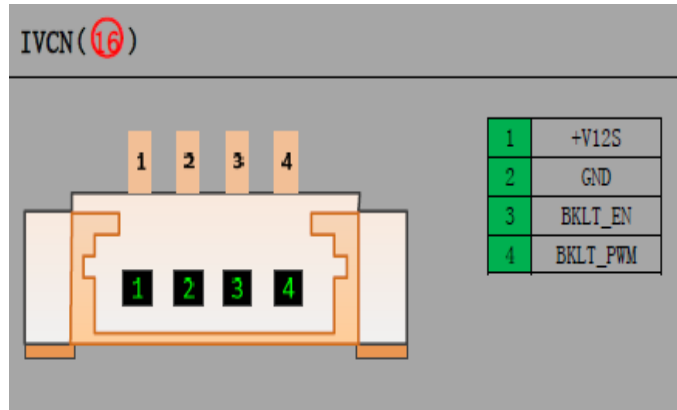 IVCN(16)
1 2 3 4
1 2 3 4
1 +V12S
2 GND
3 BKLT_EN
4 BKLT_PWM